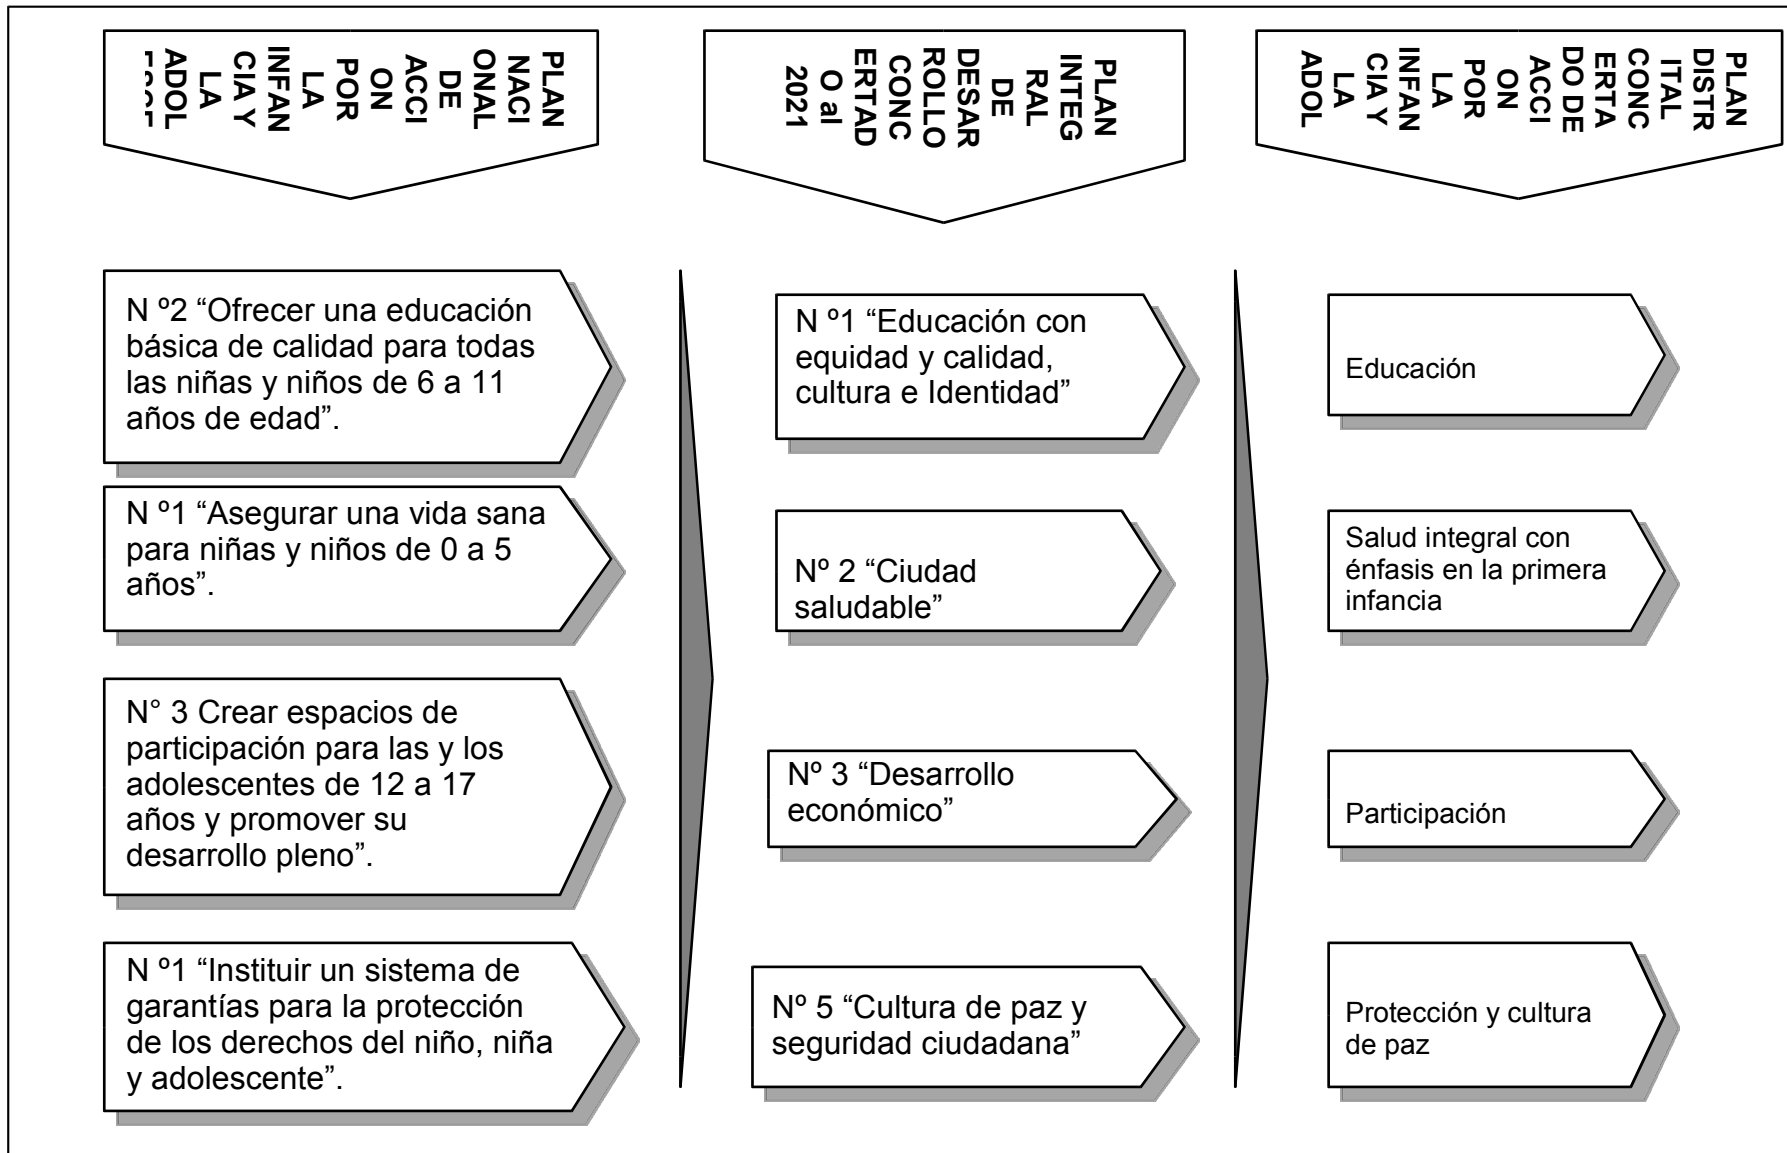 PLAN
NACI
ONAL
DE
ACCI
ON
POR
LA
INFAN
CIA Y
LA
ADOL
PLAN
INTEG
RAL
DE
DESAR
ROLLO
CONC
ERTAD
O al
2021
PLAN
DISTR
ITAL
CONC
ERTA
DO DE
ACCI
ON
POR
LA
INFAN
CIA Y
LA
ADOL
N º2 “Ofrecer una educación
básica de calidad para todas
las niñas y niños de 6 a 11
años de edad”.
N º1 “Educación con
equidad y calidad,
cultura e Identidad”
Educación
N º1 “Asegurar una vida sana
para niñas y niños de 0 a 5
años”.
Nº 2 “Ciudad
saludable”
Salud integral con
énfasis en la primera
infancia
N° 3 Crear espacios de
participación para las y los
adolescentes de 12 a 17
años y promover su
desarrollo pleno”.
Nº 3 “Desarrollo
económico”
Participación
N º1 “Instituir un sistema de
garantías para la protección
de los derechos del niño, niña
y adolescente”.
Nº 5 “Cultura de paz y
seguridad ciudadana”
Protección y cultura
de paz